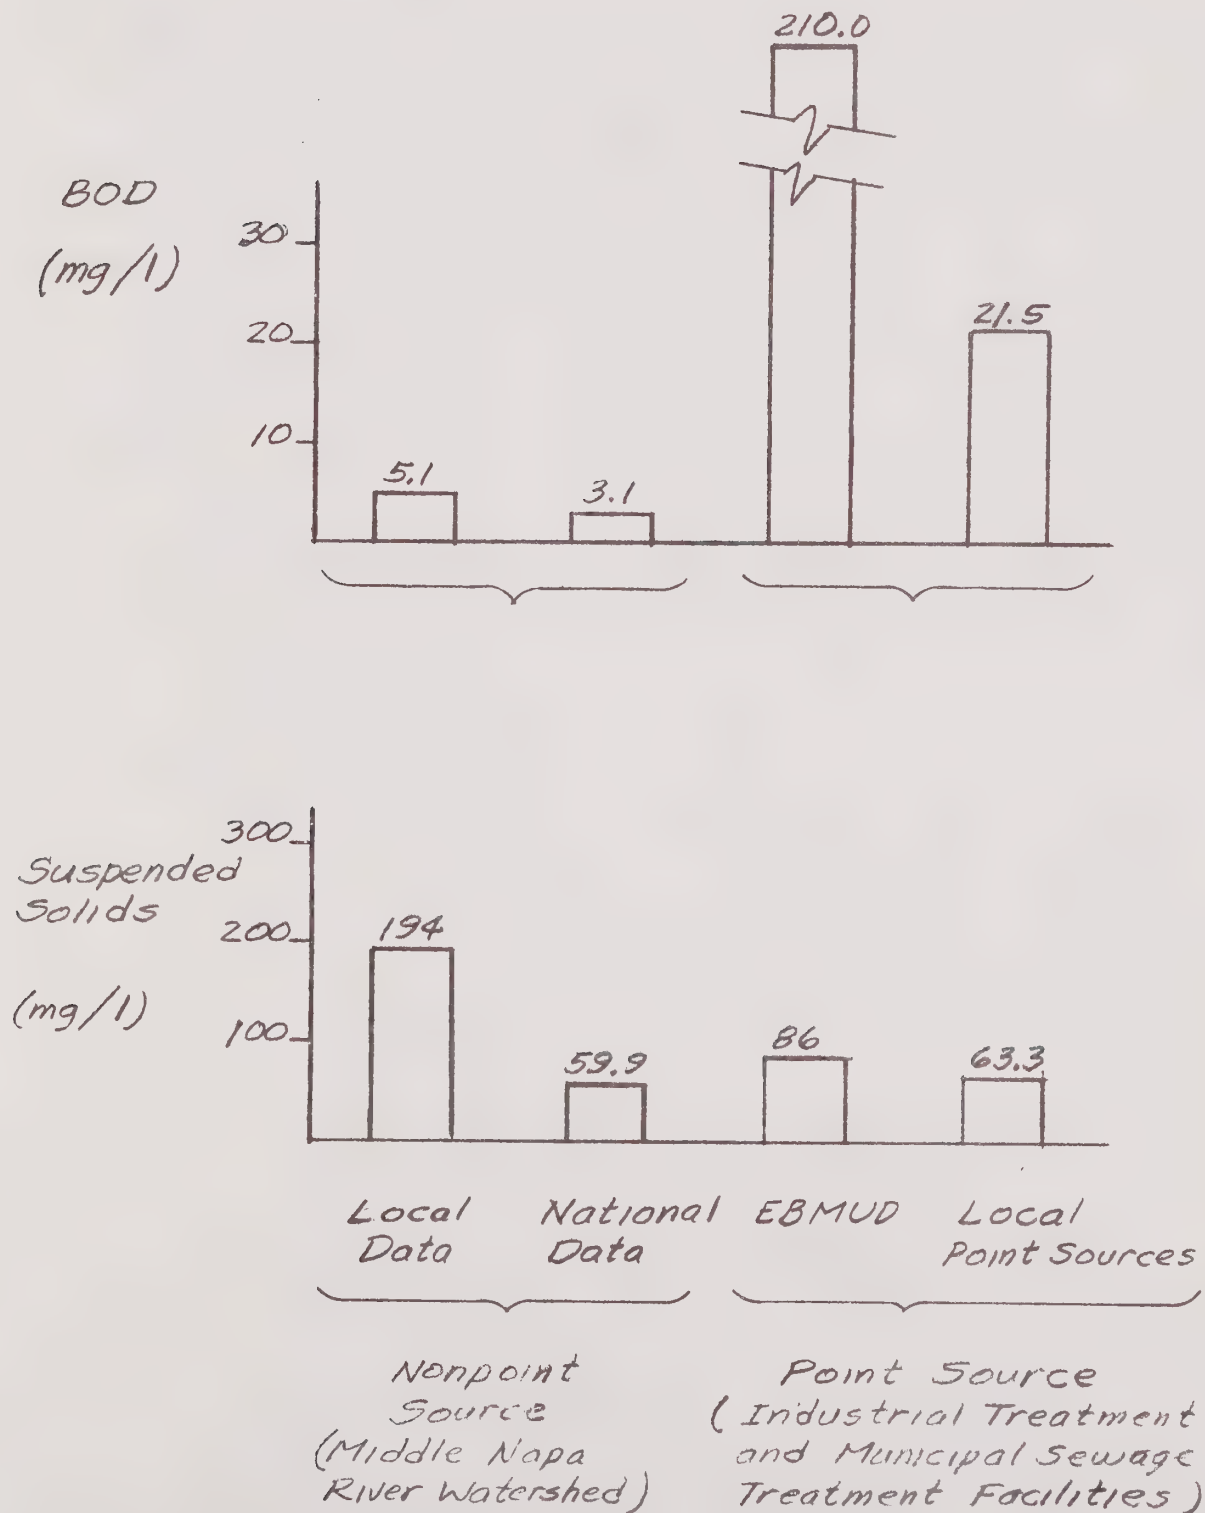 210.0
BOD
(mg/l)
30
20
10
5.1
3.1
21.5
Suspended
Solids
(mg/l)
300
200
100
194
59.9
86
63.3
Local
Data
National
Data
EBMUD
Local
Point Sources
Nonpoint
Source
(Middle Napa
River Watershed)
Point Source
(Industrial Treatment
and Municipal Sewage
Treatment Facilities)